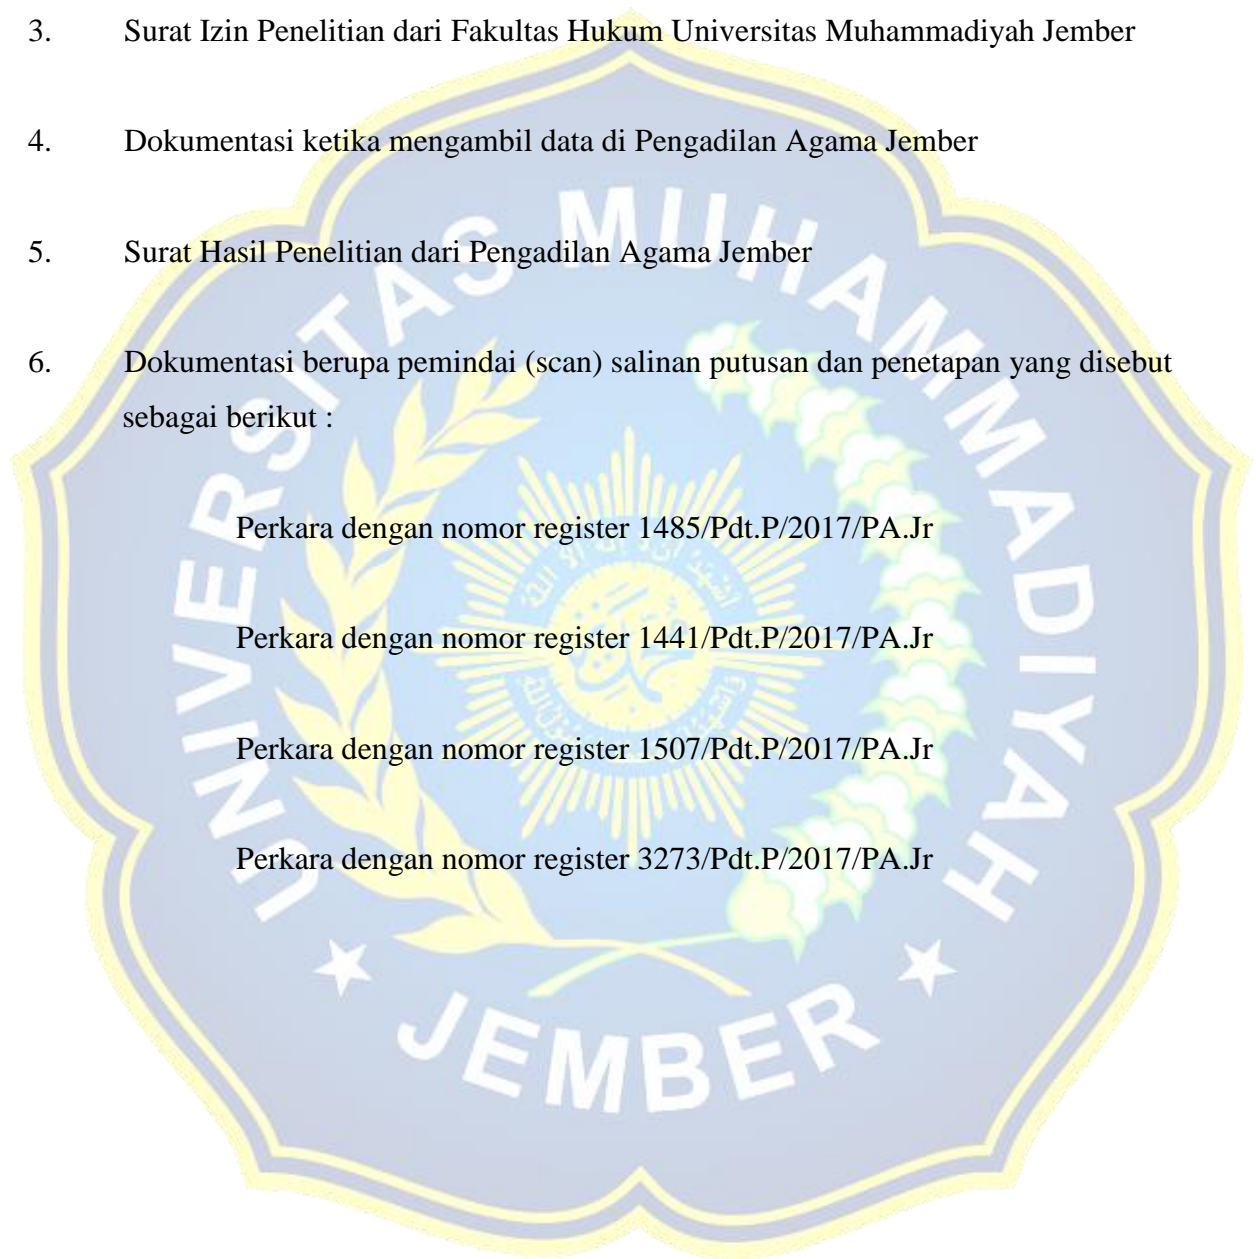 3. Surat Izin Penelitian dari Fakultas Hukum Universitas Muhammadiyah Jember
4. Dokumentasi ketika mengambil data di Pengadilan Agama Jember
5. Surat Hasil Penelitian dari Pengadilan Agama Jember
6. Dokumentasi berupa pemindai (scan) salinan putusan dan penetapan yang disebut
sebagai berikut :
Perkara dengan nomor register 1485/Pdt.P/2017/PA.Jr
Perkara dengan nomor register 1441/Pdt.P/2017/PA.Jr
Perkara dengan nomor register 1507/Pdt.P/2017/PA.Jr
Perkara dengan nomor register 3273/Pdt.P/2017/PA.Jr
UNIVERSITAS MUHAMMADIYAH
JEMBER